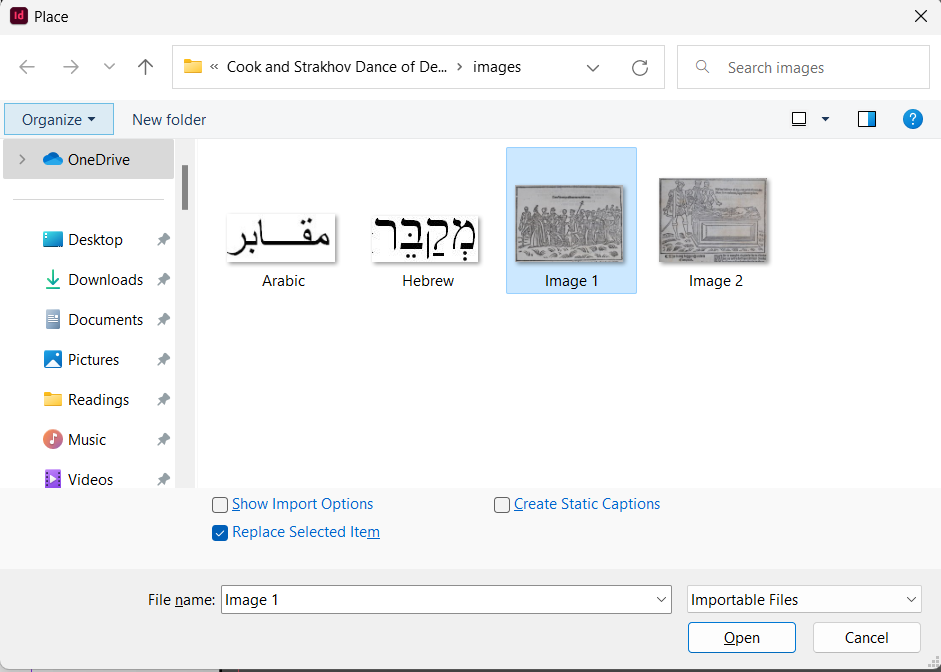 Id Place
« Cook and Strakhov Dance of De... > images
Search images
Organize
New folder
?
OneDrive
Desktop
Downloads
Documents
Pictures
Readings
Music
Videos
مقابر
מְקַבֵּר
Arabic
Hebrew
Image 1
Image 2
Show Import Options
Create Static Captions
Replace Selected Item
File name:
Image 1
Importable Files
Open
Cancel